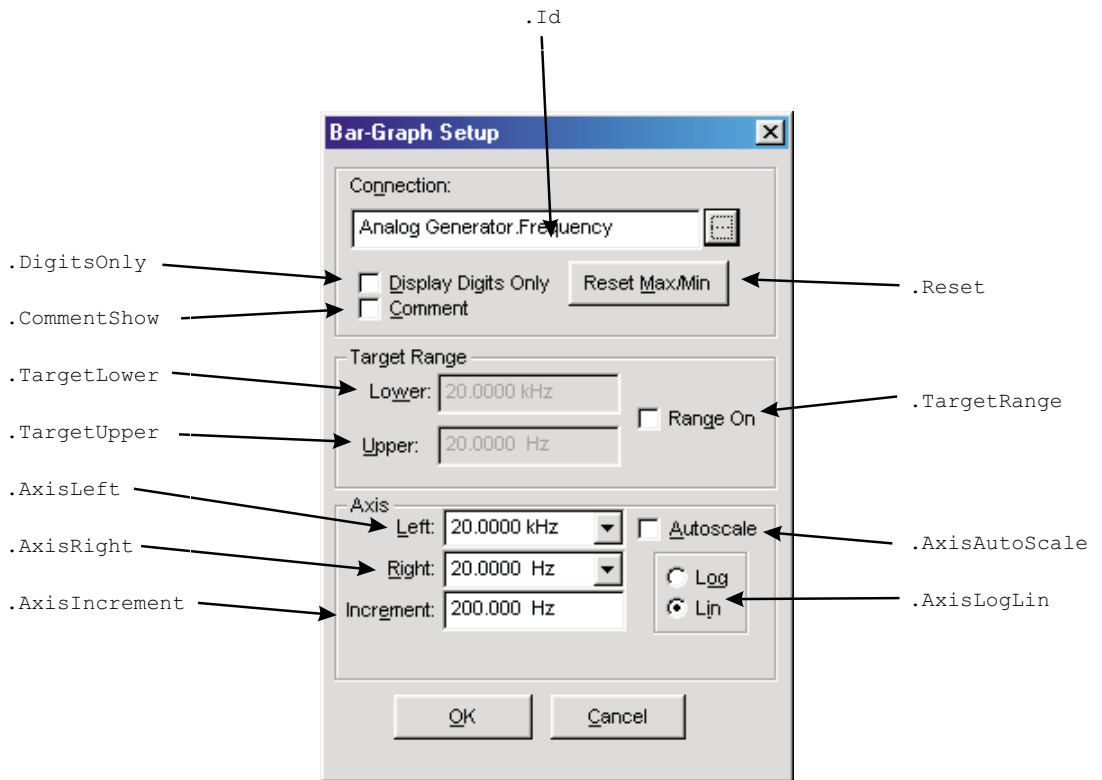 .Id
Bar-Graph Setup
Connection:
Analog Generator.Frequency
.DigitsOnly
Display Digits Only
Reset Max/Min
.Reset
.CommentShow
Comment
Target Range
.TargetLower
Lower: 20.0000 kHz
Range On
.TargetRange
.TargetUpper
Upper: 20.0000 Hz
Axis
.AxisLeft
Left: 20.0000 kHz
Autoscale
.AxisAutoScale
.AxisRight
Right: 20.0000 Hz
Log
.AxisIncrement
Increment: 200.000 Hz
Lin
.AxisLogLin
OK
Cancel